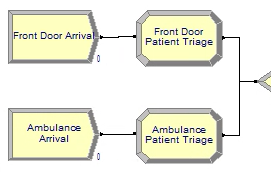 Front Door Arrival
0
Front Door
Patient Triage
Ambulance
Arrival
0
Ambulance
Patient Triage